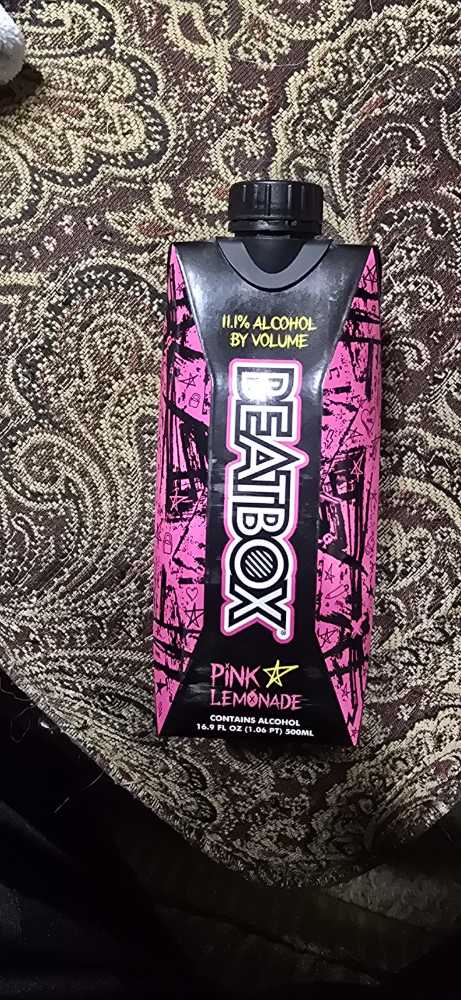 11.1% ALCOHOL
BY VOLUME
BEATBOX
PINK
LEMONADE
CONTAINS ALCOHOL
16.9 FL OZ (1.06 PT) 500ML